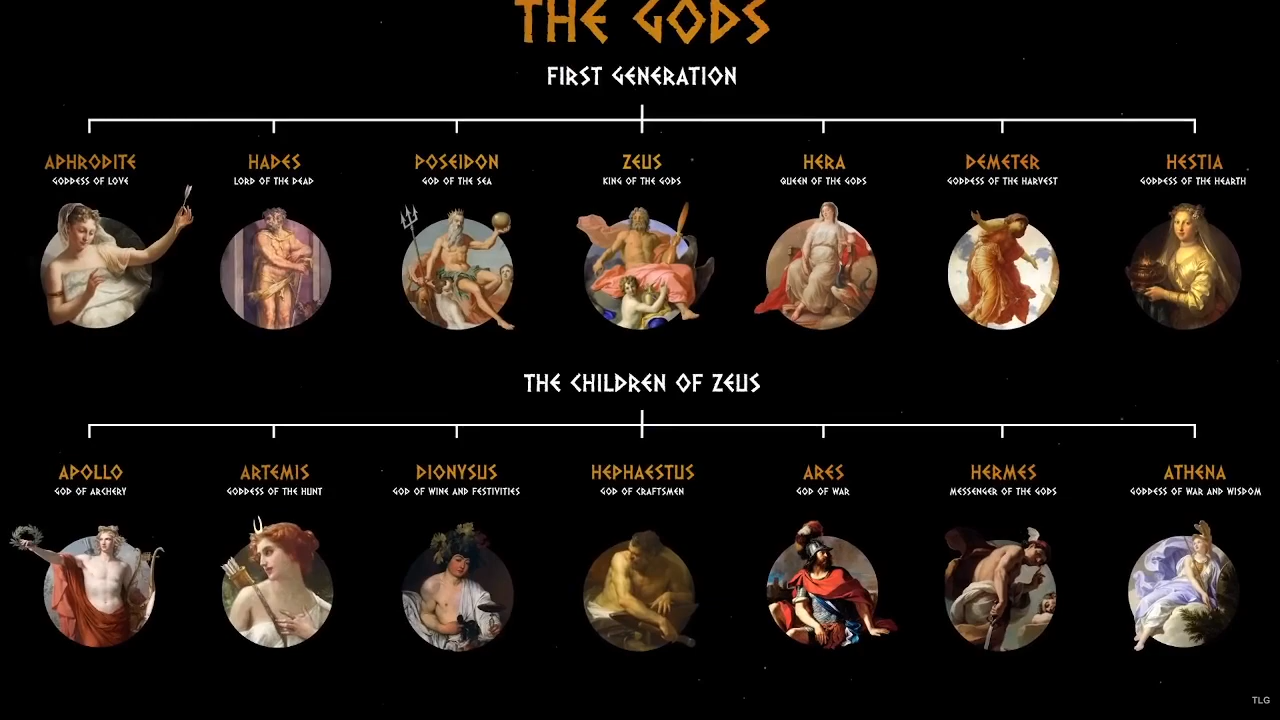 THE GODS
FIRST GENERATION
APHRODITE HADES POSEIDON ZEUS HERA DEMETER HESTIA
GODDESS OF LOVE LORD OF THE DEAD GOD OF THE SEA KING OF THE GODS QUEEN OF THE GODS GODDESS OF THE HARVEST GODDESS OF THE HEARTH
THE CHILDREN OF ZEUS
APOLLO ARTEMIS DIONYSUS HEPHAESTUS ARES HERMES ATHENA
GOD OF ARCHERY GODDESS OF THE HUNT GOD OF WINE AND FESTIVITIES GOD OF CRAFTSMEN GOD OF WAR MESSENGER OF THE GODS GODDESS OF WAR AND WISDOM
TLG